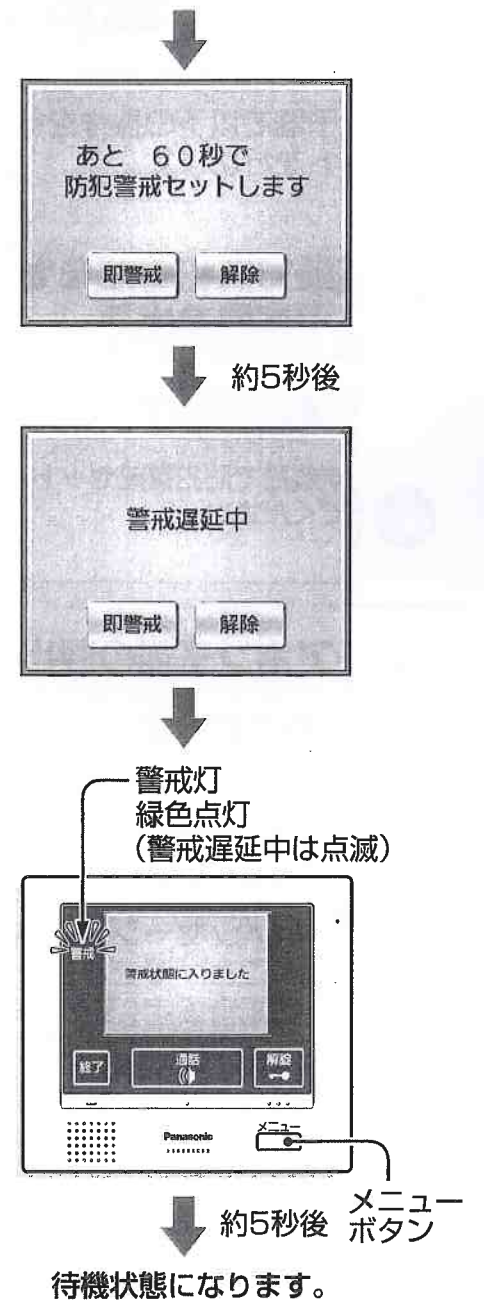 あと 60秒で
防犯警戒セットします
即警戒 解除
約5秒後
警戒遅延中
即警戒 解除
警戒灯
緑色点灯
(警戒遅延中は点滅)
警戒
警戒状態に入りました
終了 通話 解錠
Panasonic メニュー
約5秒後
メニュー
ボタン
待機状態になります。